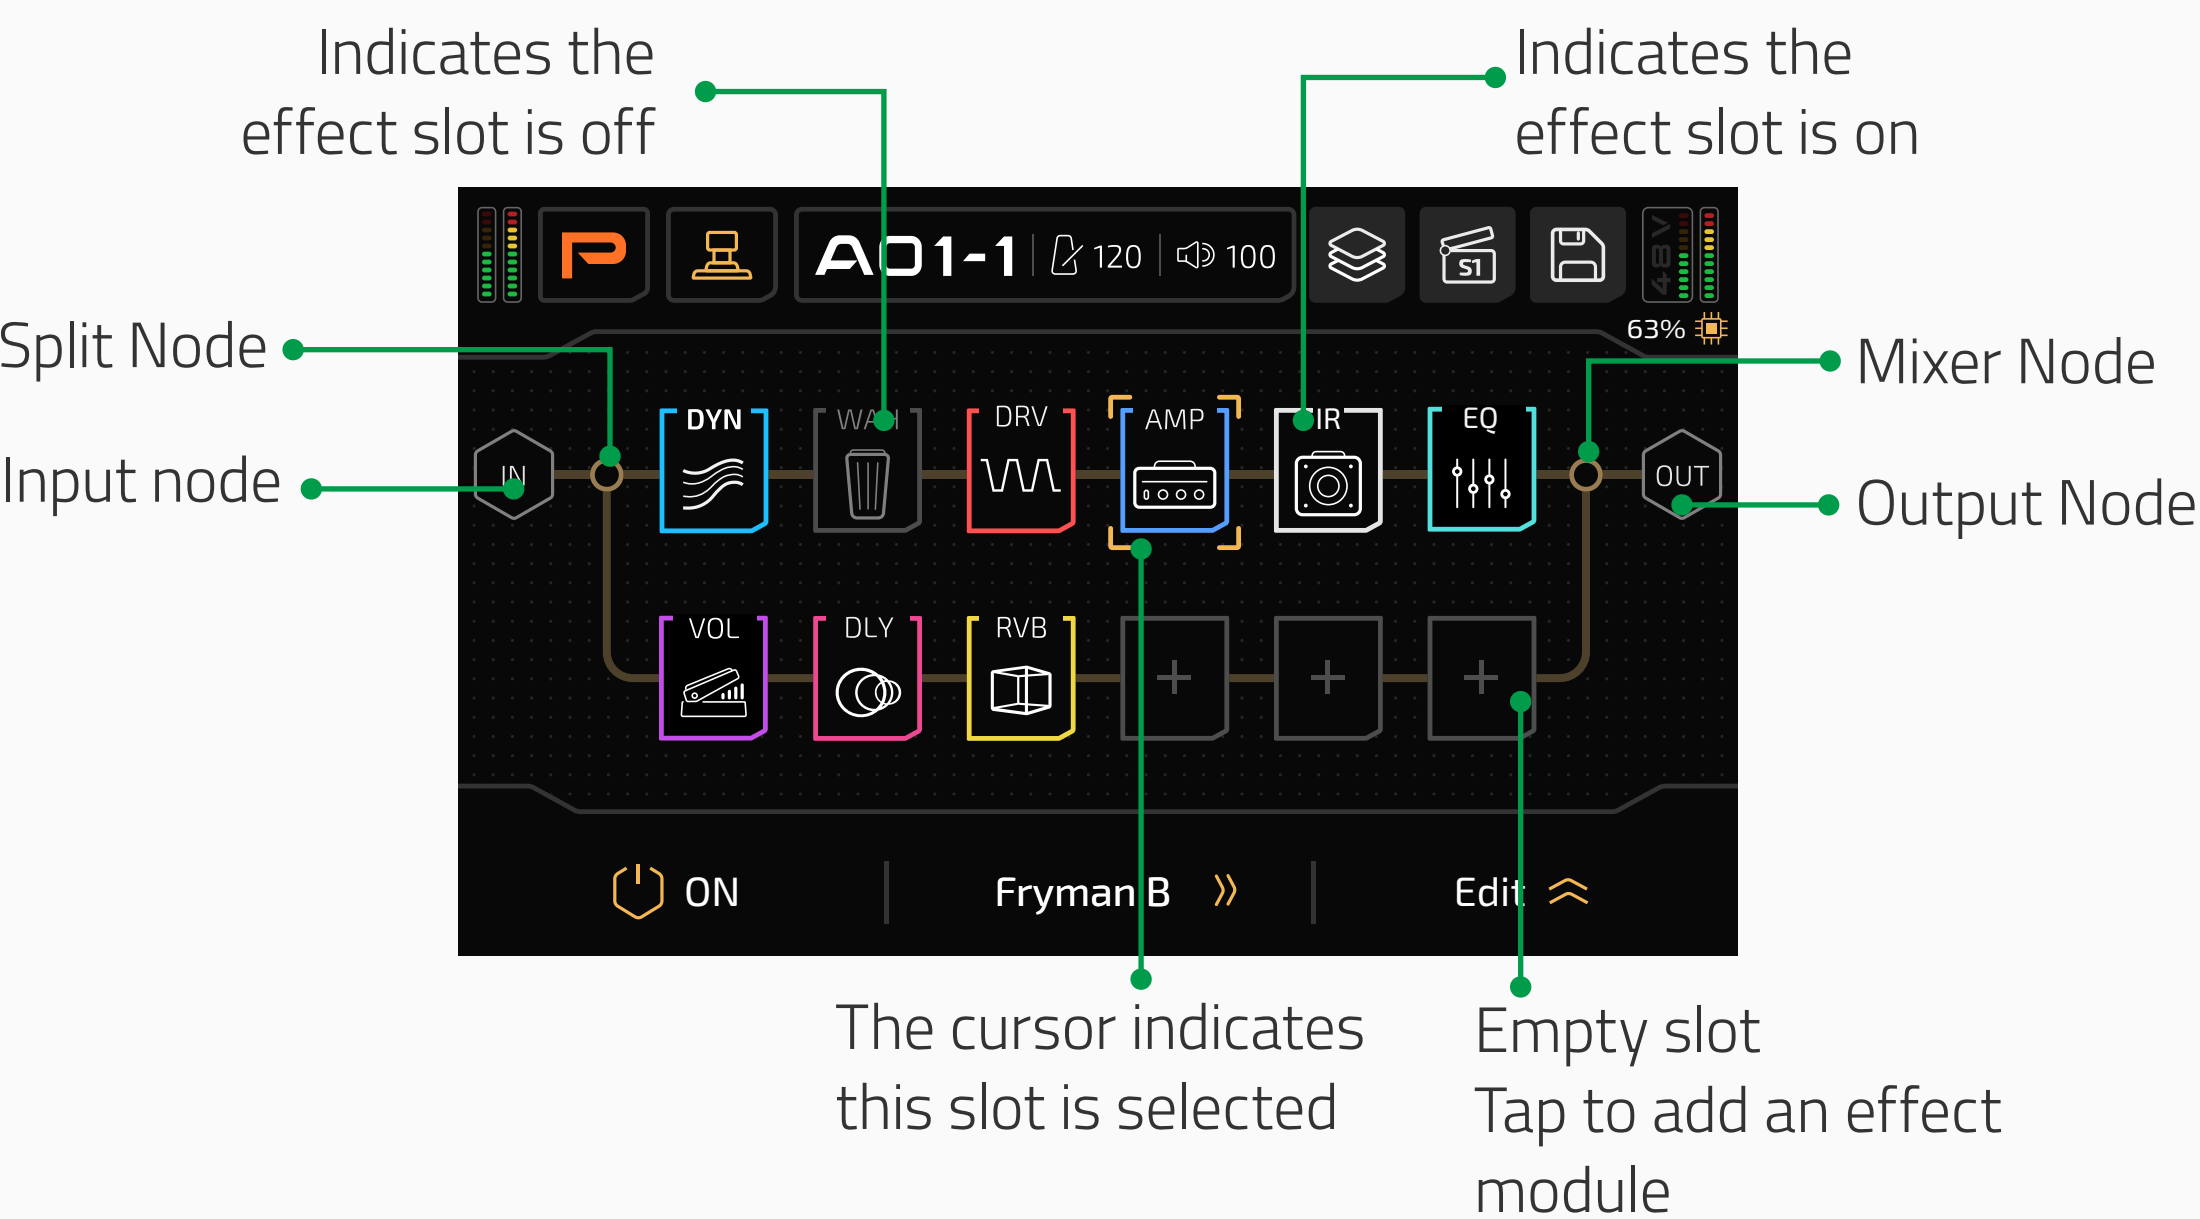 Indicates the
effect slot is off
Indicates the
effect slot is on
A01-1 120 100
S1
48V
63%
Split Node
Mixer Node
Input node
Output Node
IN
DYN WAH DRV AMP IR EQ
OUT
VOL DLY RVB
ON
Fryman B
Edit
The cursor indicates
this slot is selected
Empty slot
Tap to add an effect
module